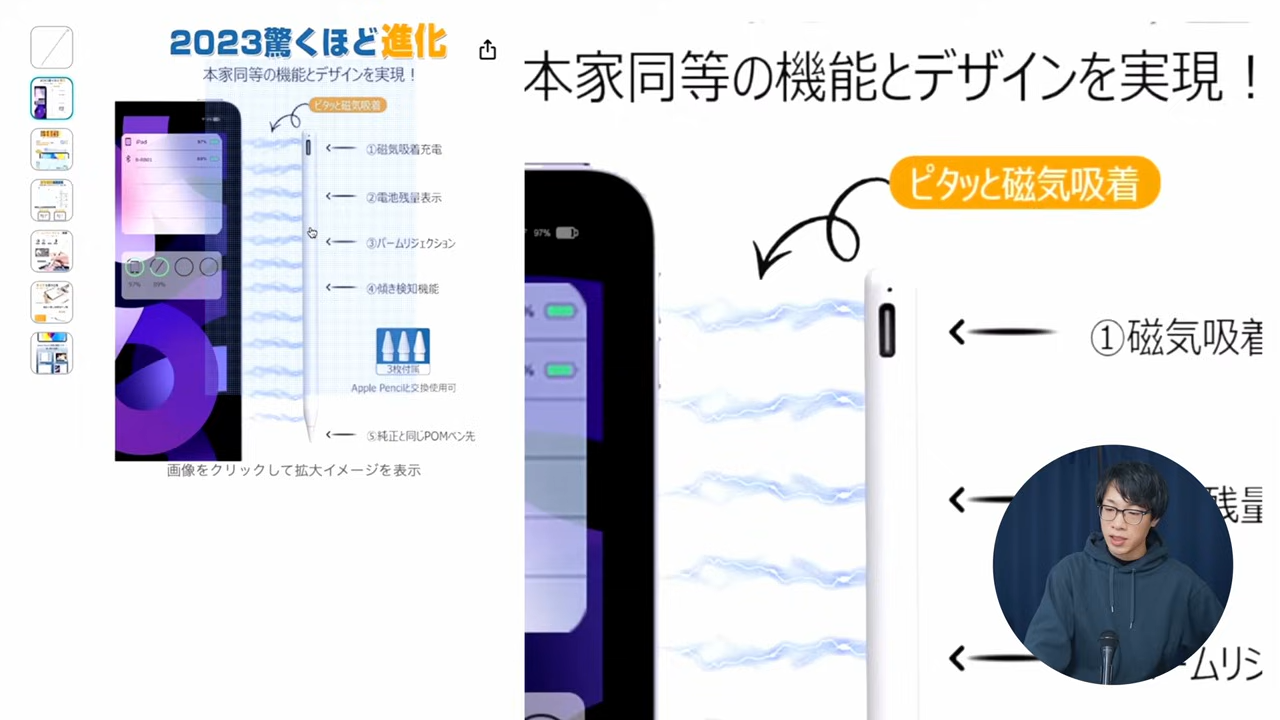 2023驚くほど進化
本家同等の機能とデザインを実現！
ピタッと磁気吸着
iPad
97%
①磁気吸着充電
②電池残量表示
③パームリジェクション
④傾き検知機能
97%
89%
3枚付属
Apple Pencilと交換使用可
⑤純正と同じPOMペン先
画像をクリックして拡大イメージを表示
本家同等の機能とデザインを実現！
ピタッと磁気吸着
97%
%
%
①磁気吸着
残量
ームリシ